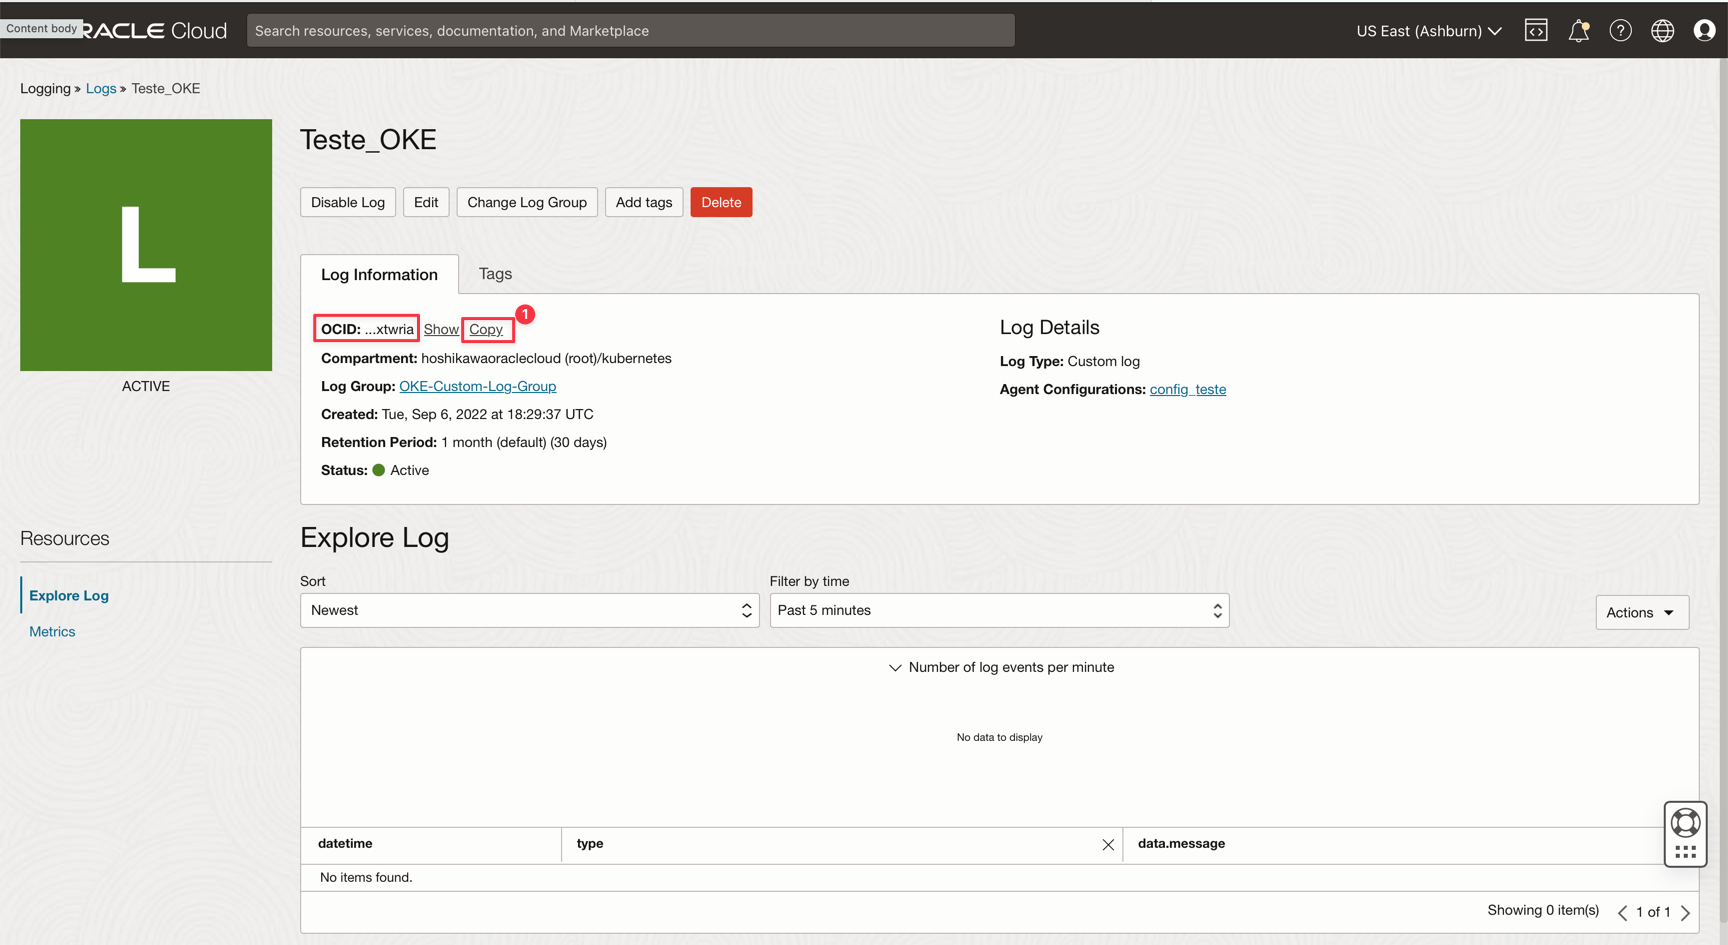 Content body
RACLE Cloud
Search resources, services, documentation, and Marketplace
US East (Ashburn)
Logging » Logs » Teste_OKE
L
ACTIVE
Teste_OKE
Disable Log
Edit
Change Log Group
Add tags
Delete
Log Information
Tags
OCID: ...xtwria Show Copy
1
Compartment: hoshikawaoraclecloud (root)/kubernetes
Log Group: OKE-Custom-Log-Group
Created: Tue, Sep 6, 2022 at 18:29:37 UTC
Retention Period: 1 month (default) (30 days)
Status: Active
Log Details
Log Type: Custom log
Agent Configurations: config_teste
Resources
Explore Log
Metrics
Explore Log
Sort
Newest
Filter by time
Past 5 minutes
Actions
Number of log events per minute
No data to display
datetime
type
data.message
No items found.
Showing 0 item(s)
1 of 1